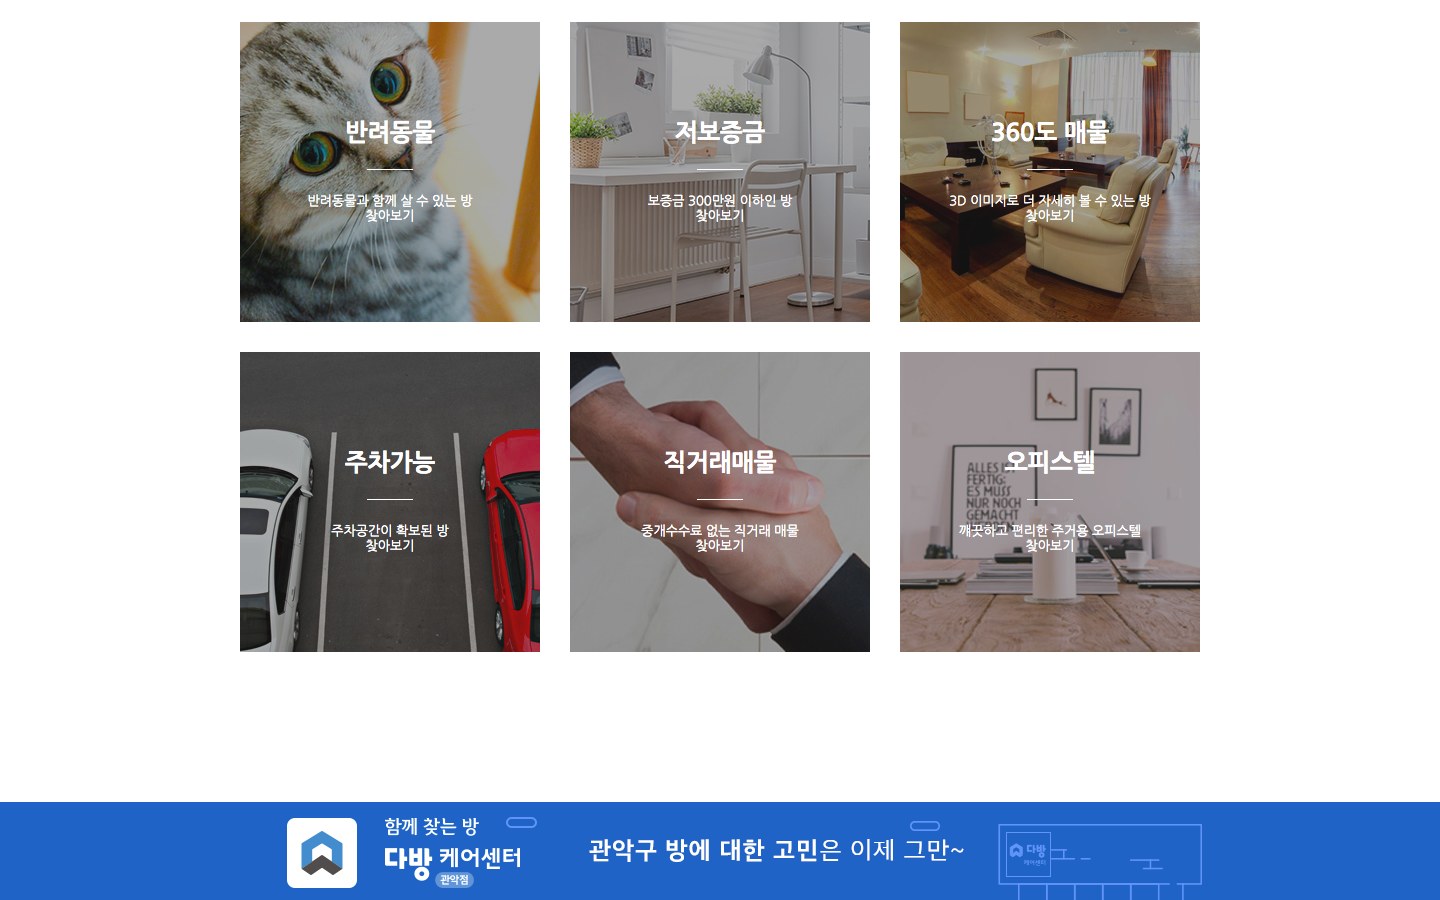 반려동물
반려동물과 함께 살 수 있는 방
찾아보기
저보증금
보증금 300만원 이하인 방
찾아보기
360도 매물
3D 이미지로 더 자세히 볼 수 있는 방
찾아보기
주차가능
주차공간이 확보된 방
찾아보기
직거래매물
중개수수료 없는 직거래 매물
찾아보기
오피스텔
깨끗하고 편리한 주거용 오피스텔
찾아보기
ALLES IST
FERTIG:
ES MUSS
NUR NOCH
GEMACHT
함께 찾는 방
다방 케어센터
관악점
관악구 방에 대한 고민은 이제 그만~
다방
케어센터